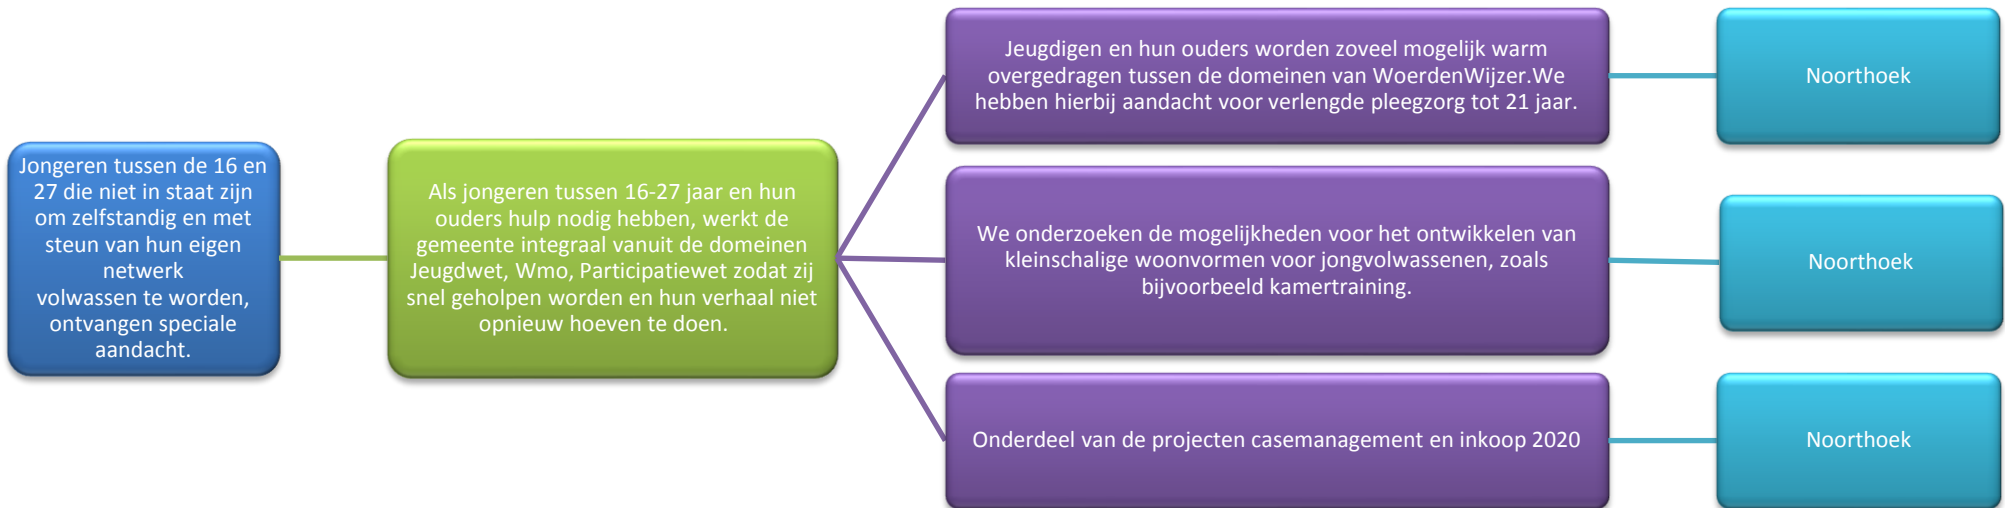 Jongeren tussen de 16 en
27 die niet in staat zijn
om zelfstandig en met
steun van hun eigen
netwerk
volwassen te worden,
ontvangen speciale
aandacht.
Als jongeren tussen 16-27 jaar en hun
ouders hulp nodig hebben, werkt de
gemeente integraal vanuit de domeinen
Jeugdwet, Wmo, Participatiewet zodat zij
snel geholpen worden en hun verhaal niet
opnieuw hoeven te doen.
Jeugdigen en hun ouders worden zoveel mogelijk warm
overgedragen tussen de domeinen van WoerdenWijzer.We
hebben hierbij aandacht voor verlengde pleegzorg tot 21 jaar.
Noorthoek
We onderzoeken de mogelijkheden voor het ontwikkelen van
kleinschalige woonvormen voor jongvolwassenen, zoals
bijvoorbeeld kamertraining.
Noorthoek
Onderdeel van de projecten casemanagement en inkoop 2020
Noorthoek